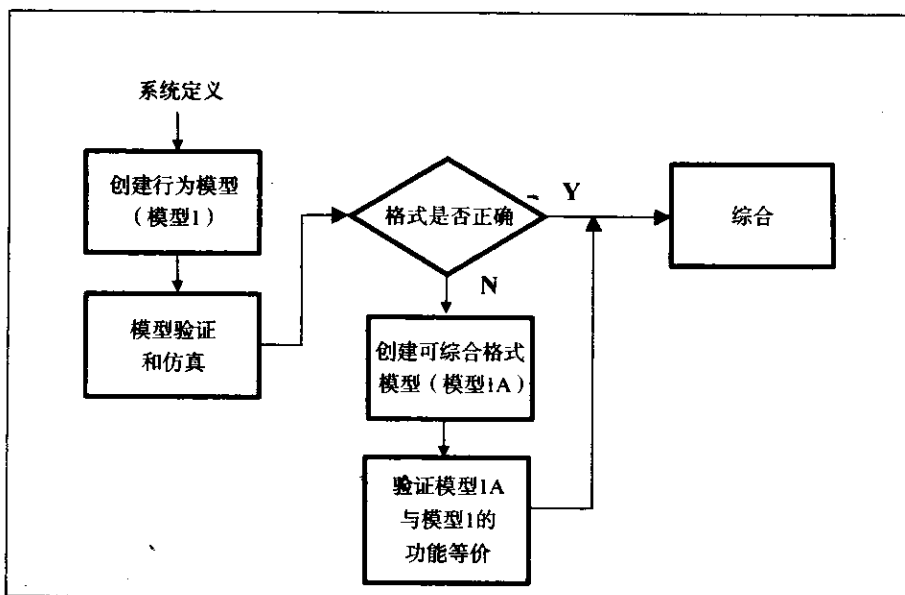 系统定义
创建行为模型
（模型1）
模型验证
和仿真
格式是否正确
Y
N
综合
创建可综合格式
模型（模型1A）
验证模型1A
与模型1的
功能等价